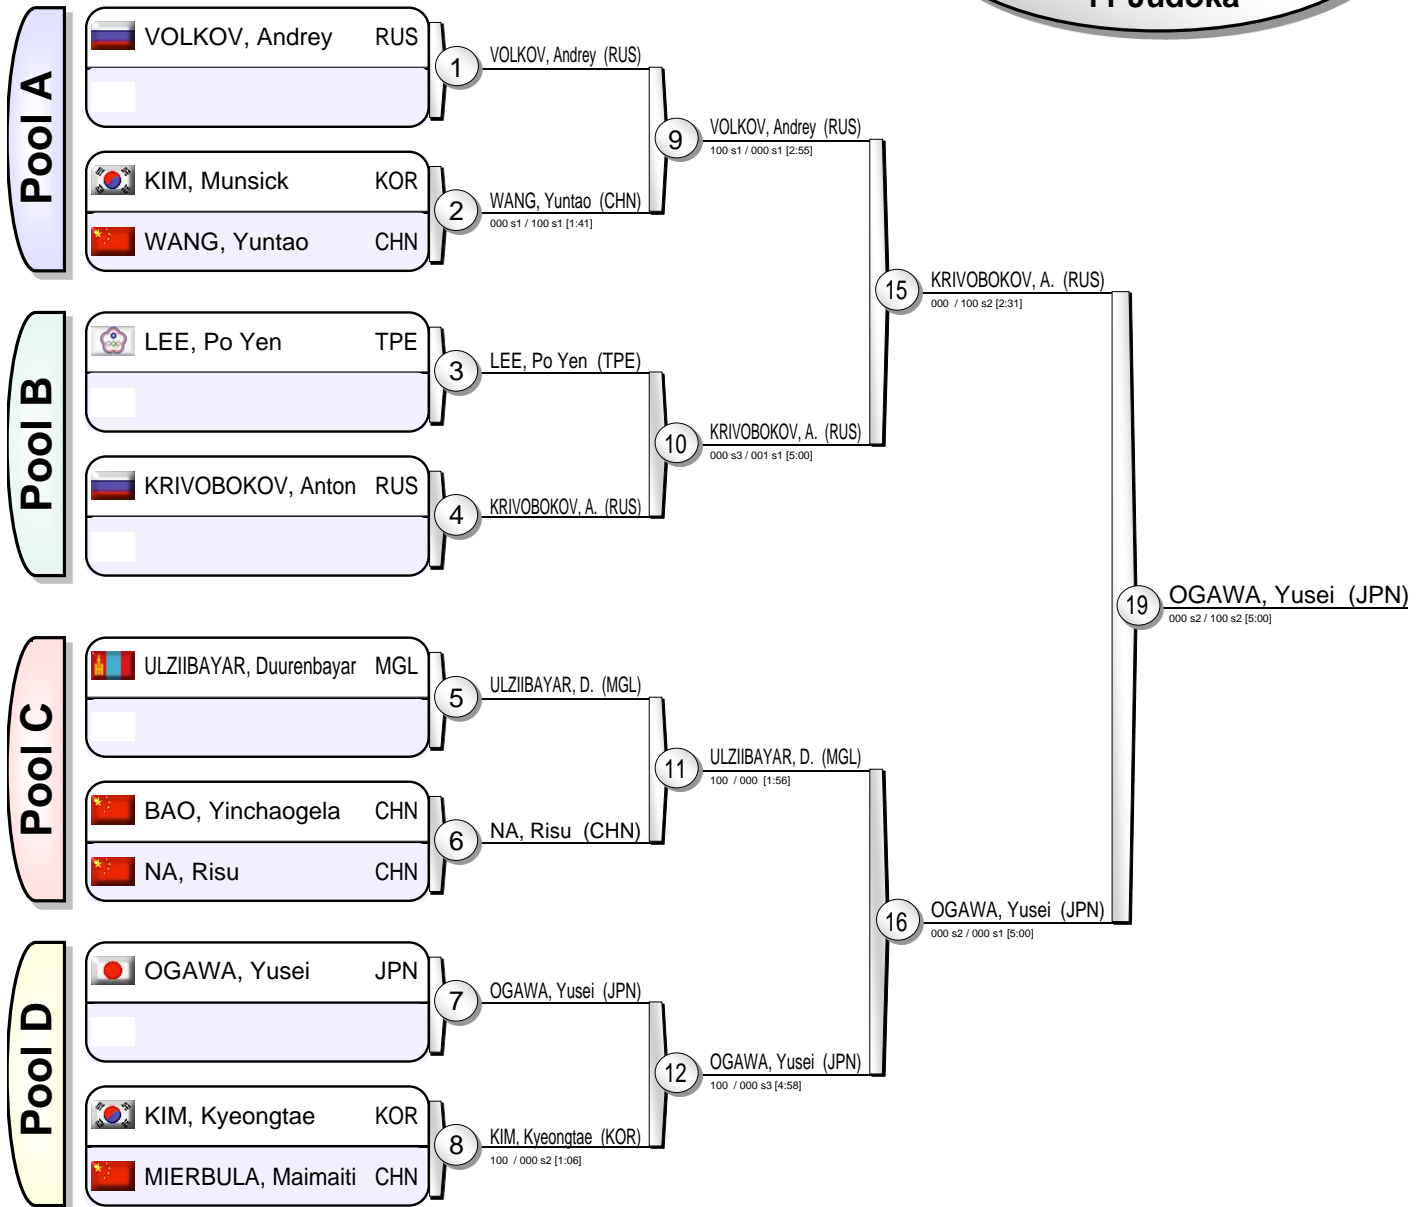 11 Judoka
Pool A
VOLKOV, Andrey RUS
KIM, Munsick KOR
WANG, Yuntao CHN
1
VOLKOV, Andrey (RUS)
2
WANG, Yuntao (CHN)
000 s1 / 100 s1 [1:41]
9
VOLKOV, Andrey (RUS)
100 s1 / 000 s1 [2:55]
Pool B
LEE, Po Yen TPE
KRIVOBOKOV, Anton RUS
3
LEE, Po Yen (TPE)
4
KRIVOBOKOV, A. (RUS)
10
KRIVOBOKOV, A. (RUS)
000 s3 / 001 s1 [5:00]
15
KRIVOBOKOV, A. (RUS)
000 / 100 s2 [2:31]
Pool C
ULZIIBAYAR, Duurenbayar MGL
BAO, Yinchaogela CHN
NA, Risu CHN
5
ULZIIBAYAR, D. (MGL)
6
NA, Risu (CHN)
11
ULZIIBAYAR, D. (MGL)
100 / 000 [1:56]
Pool D
OGAWA, Yusei JPN
KIM, Kyeongtae KOR
MIERBULA, Maimaiti CHN
7
OGAWA, Yusei (JPN)
8
KIM, Kyeongtae (KOR)
100 / 000 s2 [1:06]
12
OGAWA, Yusei (JPN)
100 / 000 s3 [4:58]
16
OGAWA, Yusei (JPN)
000 s2 / 000 s1 [5:00]
19
OGAWA, Yusei (JPN)
000 s2 / 100 s2 [5:00]